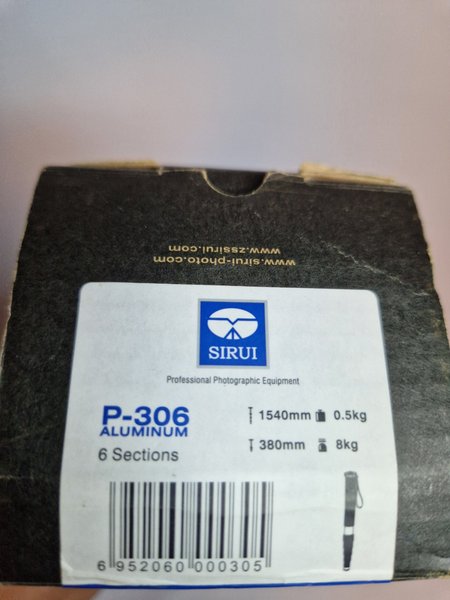 www.sirui-photo.com
www.zssirui.com
SIRUI
Professional Photographic Equipment
P-306
ALUMINUM
6 Sections
1540mm 0.5kg
380mm 8kg
6 952060 000305